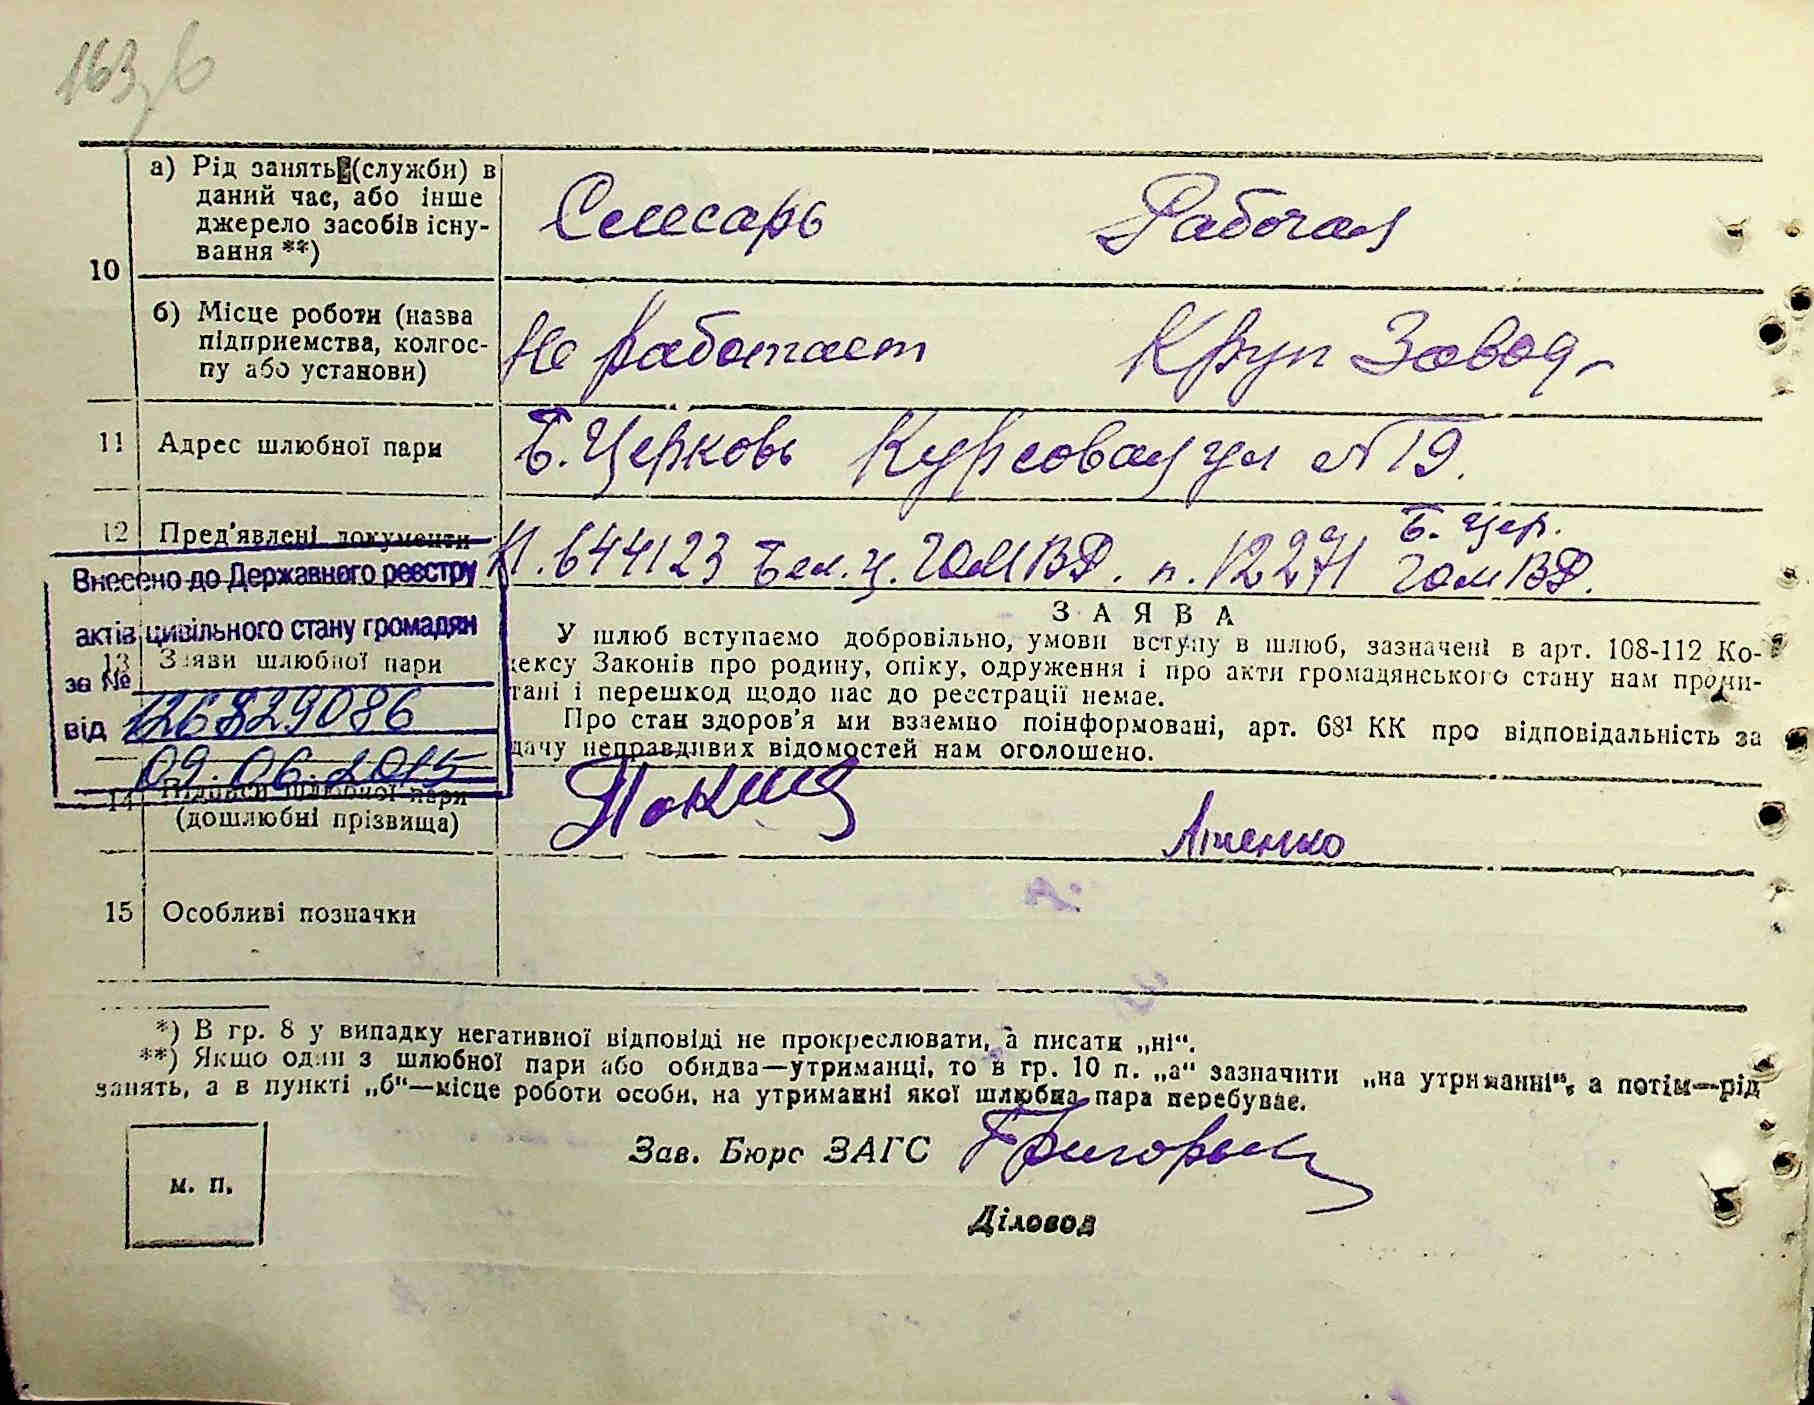 163
10
а) Рід занять (служби) в
даний час, або інше
джерело засобів існу-
вання **)
Слесарь Рабочая
б) Місце роботи (назва
підприємства, колгос-
пу або установи)
Не работает Круп Завод
11 Адрес шлюбної пари
Б. Церковь Курсовая ул № 19.
12 Пред'явлені документи
П. 644123 Бел. Ц. ГОМВД. п. 12271 Б. Цер. ГОМВД.
Внесено до Державного реєстру
актів цивільного стану громадян
за № 126829086
від 09.06.2015
13 Заяви шлюбної пари
ЗАЯВА
У шлюб вступаємо добровільно, умови вступу в шлюб, зазначені в арт. 108-112 Ко-
дексу Законів про родину, опіку, одруження і про акти громадянського стану нам прочи-
тані і перешкод щодо нас до реєстрації немає.
Про стан здоров'я ми взаємно поінформовані, арт. 68¹ КК про відповідальність за
дачу неправдивих відомостей нам оголошено.
14 Підписи шлюбної пари
(дошлюбні прізвища)
15 Особливі позначки
*) В гр. 8 у випадку негативної відповіді не прокреслювати, а писати „ні“.
**) Якщо один з шлюбної пари або обидва—утриманці, то в гр. 10 п. „а“ зазначити „на утриманні“, а потім—рід
занять, а в пункті „б“—місце роботи особи, на утриманні якої шлюбна пара перебуває.
Зав. Бюро ЗАГС
м. п.
Діловод